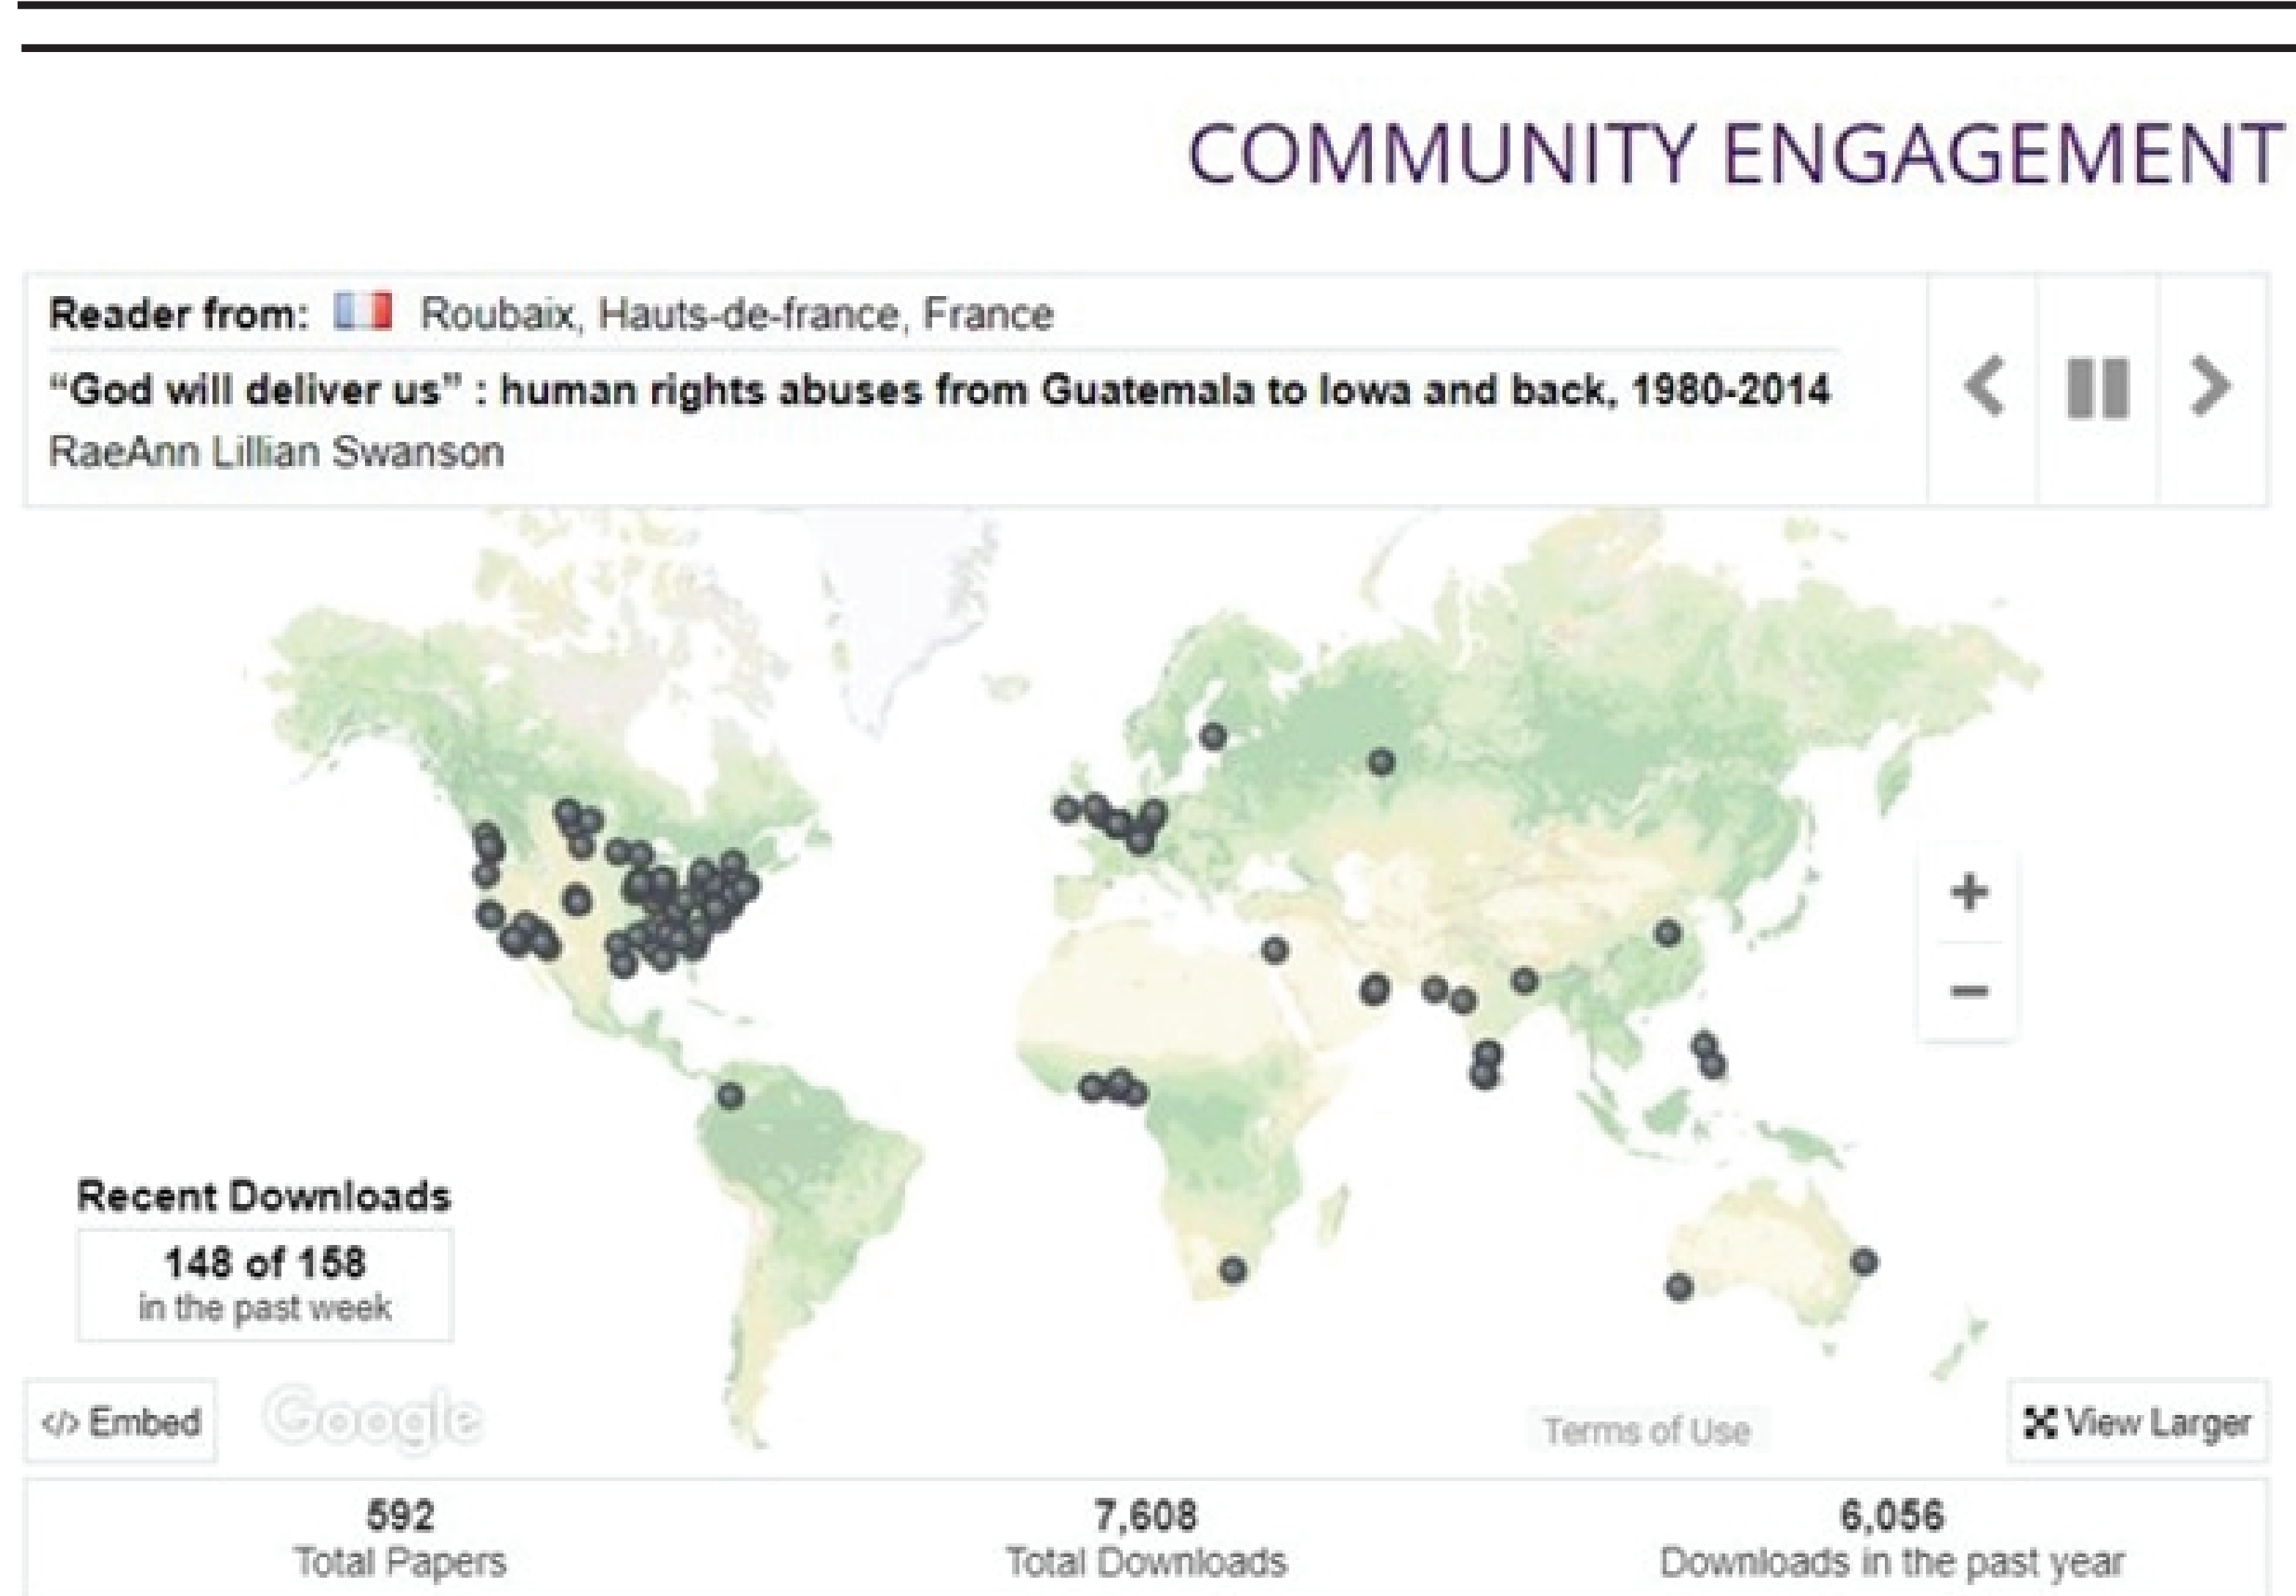 COMMUNITY ENGAGEMENT
Reader from: Roubaix, Hauts-de-france, France
“God will deliver us” : human rights abuses from Guatemala to Iowa and back, 1980-2014
RaeAnn Lillian Swanson
+
−
Recent Downloads
148 of 158
in the past week
</> Embed
Google
Terms of Use
View Larger
592
Total Papers
7,608
Total Downloads
6,056
Downloads in the past year